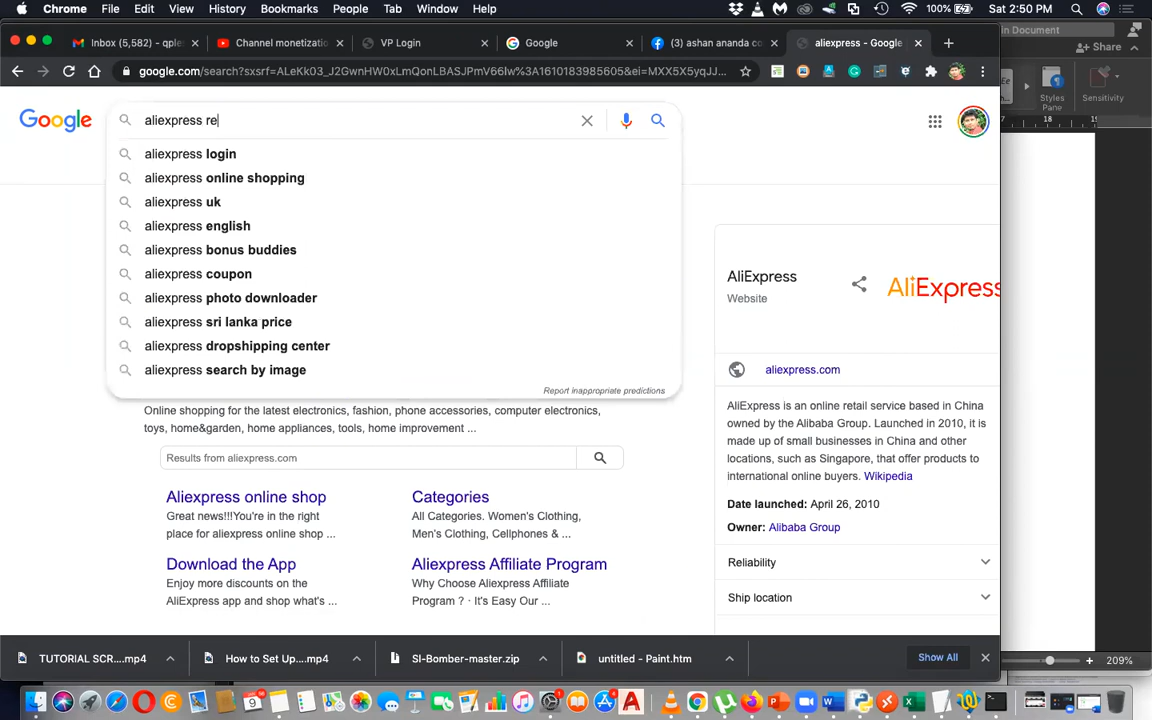 Chrome File Edit View History Bookmarks People Tab Window Help 100% Sat 2:50 PM
Inbox (5,582) - qples Channel monetizatio VP Login Google (3) ashan ananda co aliexpress - Google
in Document
Share
google.com/search?sxsrf=ALeKk03_J2GwnHW0xLmQonLBASJPmV66Iw%3A1610183985605&ei=MXX5X5yqJJ...
Styles Pane
Sensitivity
18
Google
aliexpress re
aliexpress login
aliexpress online shopping
aliexpress uk
aliexpress english
aliexpress bonus buddies
aliexpress coupon
aliexpress photo downloader
aliexpress sri lanka price
aliexpress dropshipping center
aliexpress search by image
Report inappropriate predictions
Online shopping for the latest electronics, fashion, phone accessories, computer electronics,
toys, home&garden, home appliances, tools, home improvement ...
Results from aliexpress.com
Aliexpress online shop
Great news!!!You're in the right
place for aliexpress online shop ...
Categories
All Categories. Women's Clothing,
Men's Clothing, Cellphones & ...
Download the App
Enjoy more discounts on the
AliExpress app and shop what's ...
Aliexpress Affiliate Program
Why Choose Aliexpress Affiliate
Program ? · It's Easy Our ...
AliExpress
Website
AliExpress
aliexpress.com
AliExpress is an online retail service based in China
owned by the Alibaba Group. Launched in 2010, it is
made up of small businesses in China and other
locations, such as Singapore, that offer products to
international online buyers. Wikipedia
Date launched: April 26, 2010
Owner: Alibaba Group
Reliability
Ship location
TUTORIAL SCR....mp4 How to Set Up....mp4 SI-Bomber-master.zip untitled - Paint.htm Show All
209%